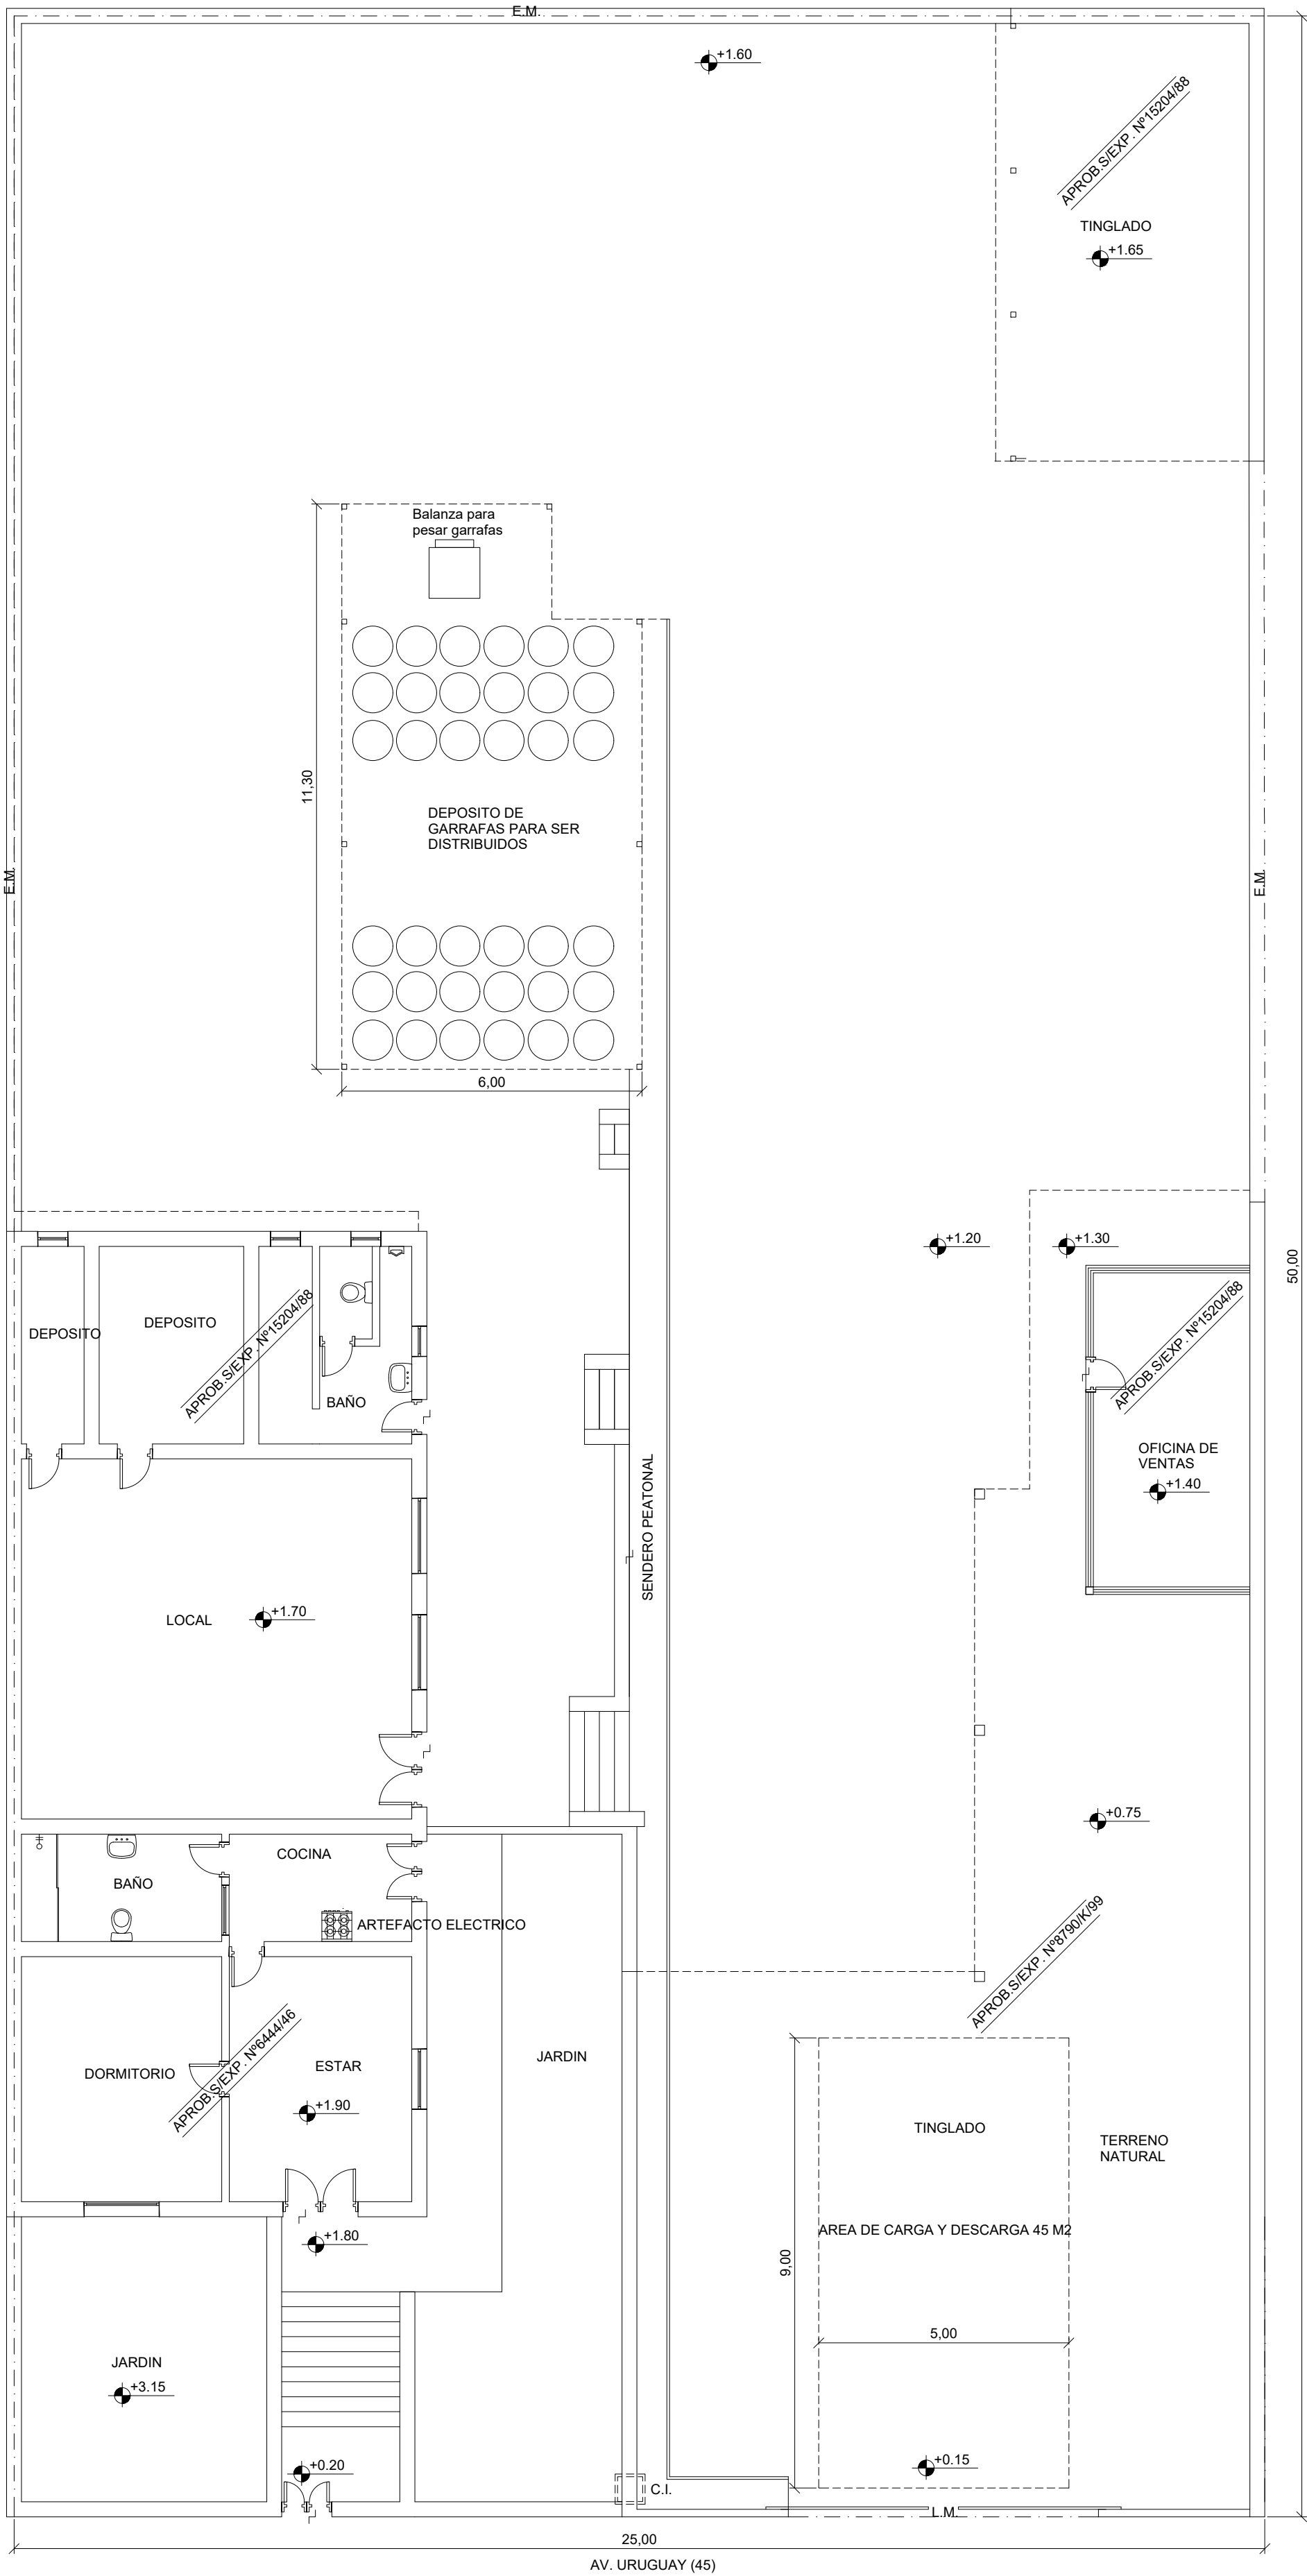 E.M.
+1.60
APROB.S/EXP. Nº15204/88
TINGLADO
+1.65
Balanza para
pesar garrafas
11,30
DEPOSITO DE
GARRAFAS PARA SER
DISTRIBUIDOS
E.M.
E.M.
6,00
+1.20
+1.30
50,00
DEPOSITO
DEPOSITO
APROB.S/EXP. Nº15204/88
BAÑO
APROB.S/EXP. Nº15204/88
OFICINA DE
VENTAS
+1.40
SENDERO PEATONAL
LOCAL
+1.70
+0.75
COCINA
BAÑO
ARTEFACTO ELECTRICO
APROB.S/EXP. Nº8790/K/99
DORMITORIO
APROB.S/EXP. Nº6444/46
ESTAR
+1.90
JARDIN
TINGLADO
TERRENO
NATURAL
+1.80
AREA DE CARGA Y DESCARGA 45 M2
9,00
5,00
JARDIN
+3.15
+0.20
+0.15
C.I.
L.M.
25,00
AV. URUGUAY (45)